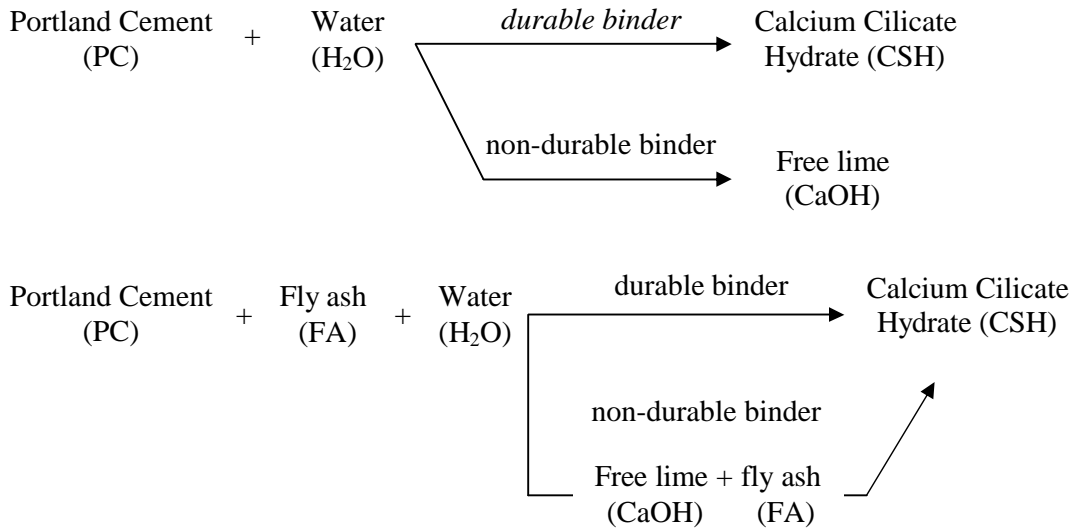 Portland Cement + Water durable binder Calcium Cilicate
(PC) (H₂O) Hydrate (CSH)
non-durable binder Free lime
(CaOH)
Portland Cement + Fly ash + Water durable binder Calcium Cilicate
(PC) (FA) (H₂O) Hydrate (CSH)
non-durable binder
Free lime + fly ash
(CaOH) (FA)